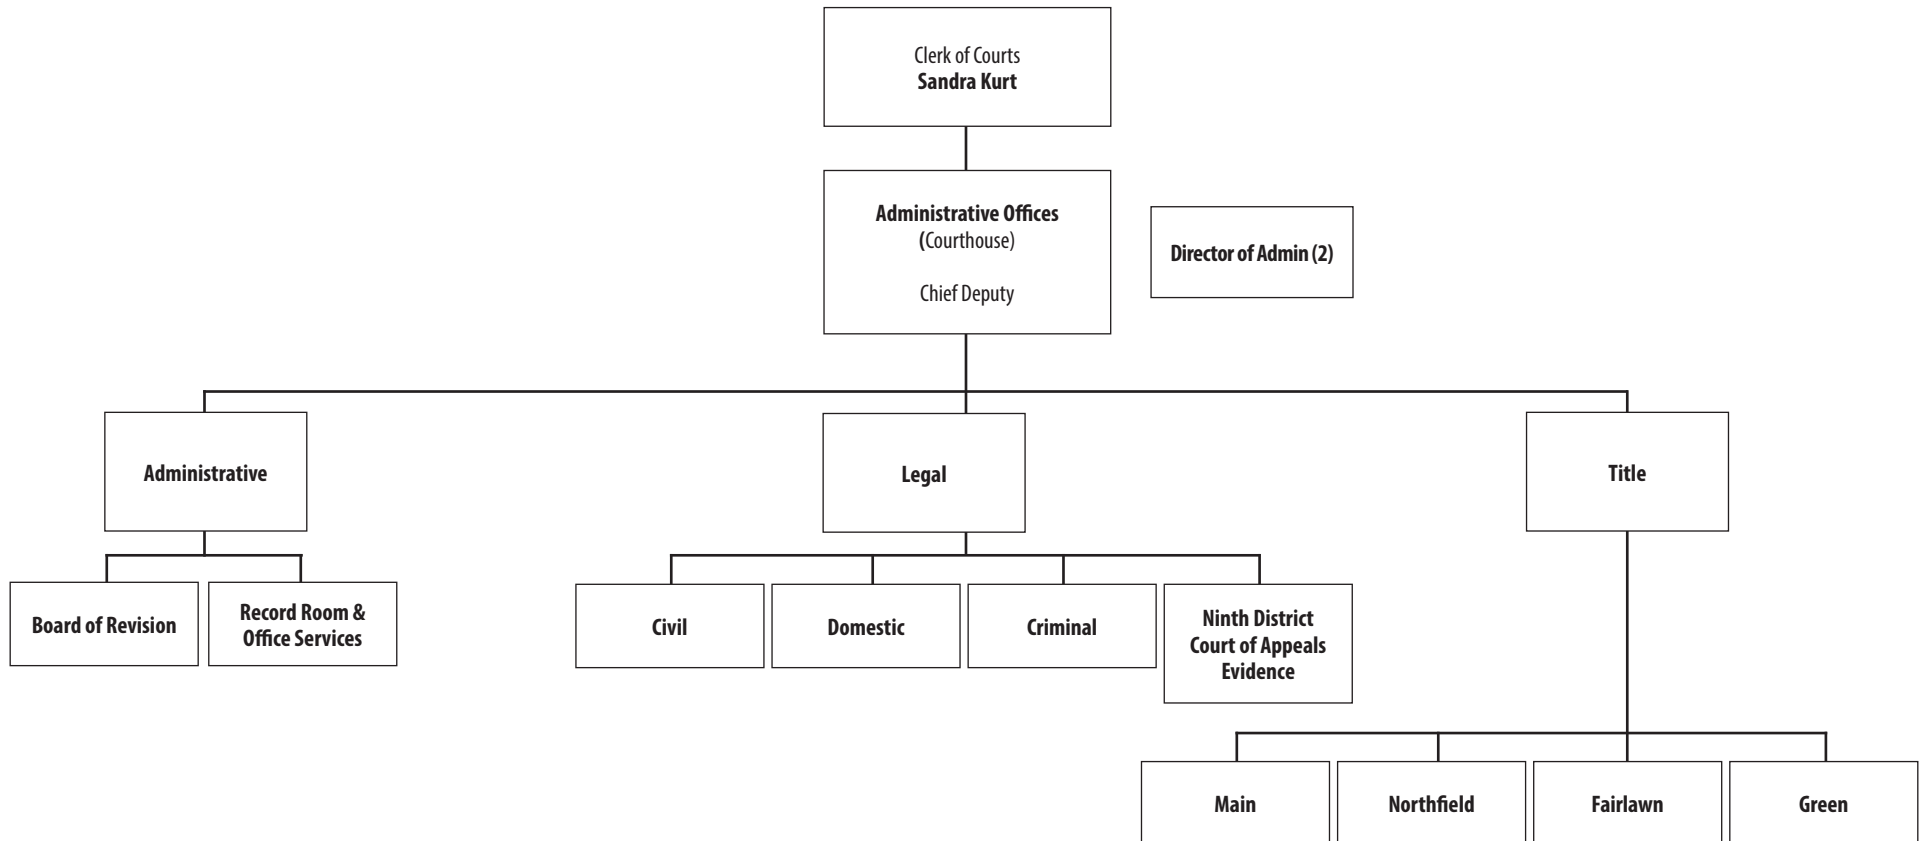 Clerk of Courts
Sandra Kurt
Administrative Offices
(Courthouse)
Chief Deputy
Director of Admin (2)
Administrative
Legal
Title
Board of Revision
Record Room &
Office Services
Civil
Domestic
Criminal
Ninth District
Court of Appeals
Evidence
Main
Northfield
Fairlawn
Green